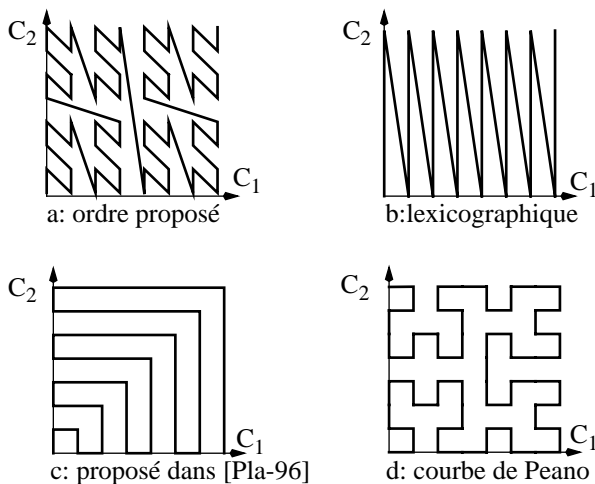 C2
C1
a: ordre proposé
C2
C1
b:lexicographique
C2
C1
c: proposé dans [Pla-96]
C2
C1
d: courbe de Peano